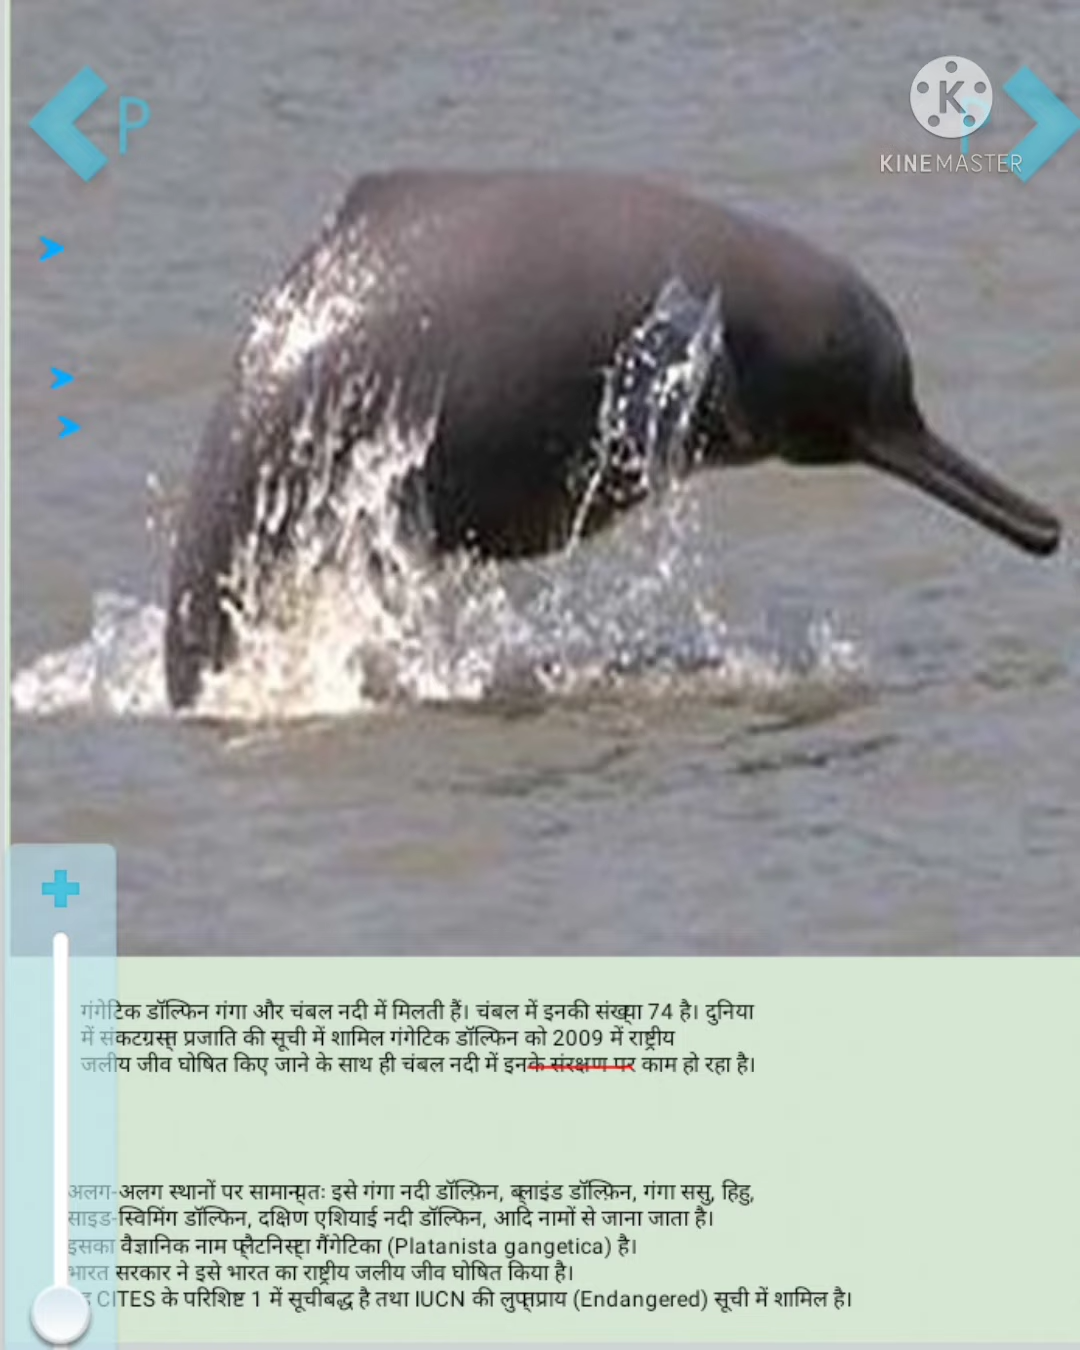 P
P
K
KINEMASTER
गंगेटिक डॉल्फिन गंगा और चंबल नदी में मिलती हैं। चंबल में इनकी संख्या 74 है। दुनिया
में संकटग्रस्त प्रजाति की सूची में शामिल गंगेटिक डॉल्फिन को 2009 में राष्ट्रीय
जलीय जीव घोषित किए जाने के साथ ही चंबल नदी में इनके संरक्षण पर काम हो रहा है।
अलग-अलग स्थानों पर सामान्यतः इसे गंगा नदी डॉल्फ़िन, ब्लाइंड डॉल्फ़िन, गंगा ससु, हिहु,
साइड-स्विमिंग डॉल्फिन, दक्षिण एशियाई नदी डॉल्फिन, आदि नामों से जाना जाता है।
इसका वैज्ञानिक नाम प्लैटनिस्टा गैंगेटिका (Platanista gangetica) है।
भारत सरकार ने इसे भारत का राष्ट्रीय जलीय जीव घोषित किया है।
CITES के परिशिष्ट 1 में सूचीबद्ध है तथा IUCN की लुप्तप्राय (Endangered) सूची में शामिल है।